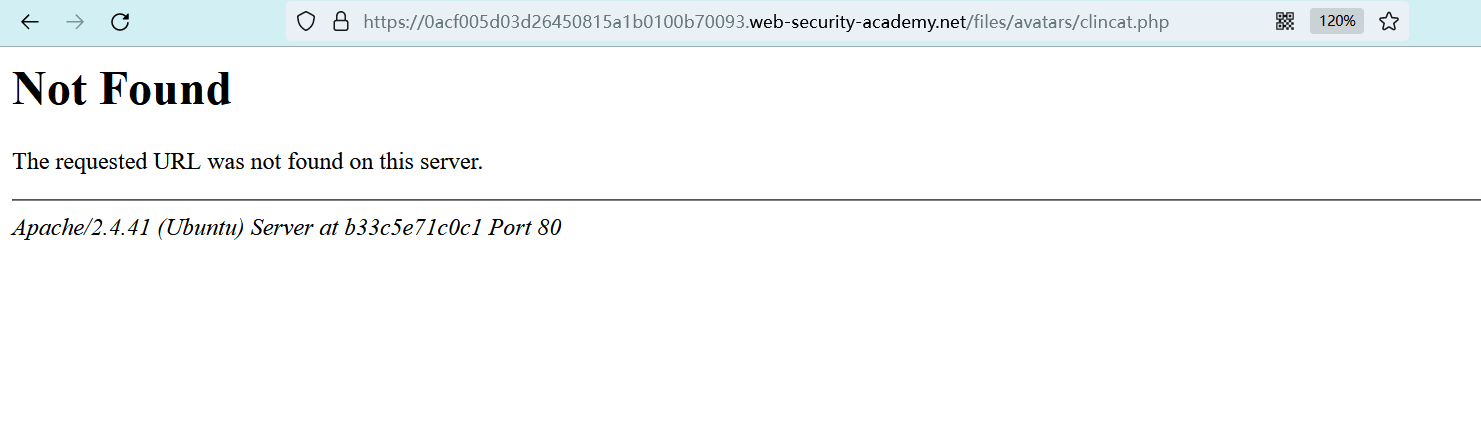 https://0acf005d03d26450815a1b0100b70093.web-security-academy.net/files/avatars/clincat.php
120%
Not Found
The requested URL was not found on this server.
Apache/2.4.41 (Ubuntu) Server at b33c5e71c0c1 Port 80